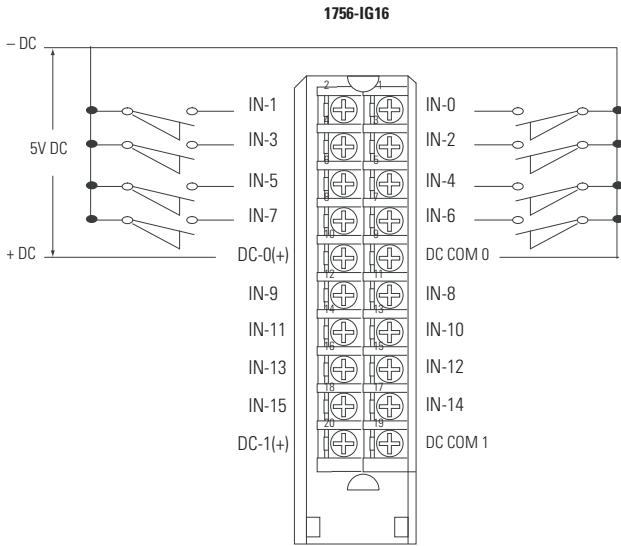 1756-IG16
– DC
5V DC
+ DC
2 1
IN-1 IN-0
4 3
IN-3 IN-2
6 5
IN-5 IN-4
8 7
IN-7 IN-6
10 9
DC-0(+) DC COM 0
12 11
IN-9 IN-8
14 13
IN-11 IN-10
16 15
IN-13 IN-12
18 17
IN-15 IN-14
20 19
DC-1(+) DC COM 1